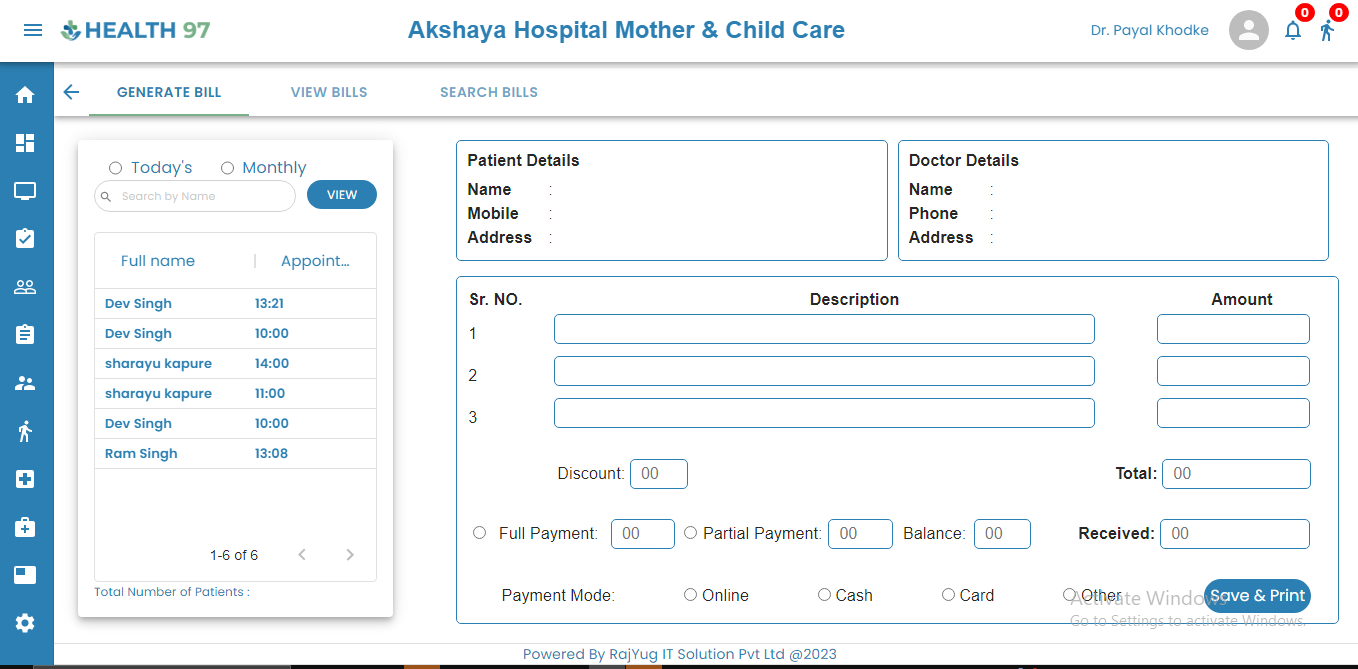 HEALTH 97
Akshaya Hospital Mother & Child Care
Dr. Payal Khodke
0
0
GENERATE BILL
VIEW BILLS
SEARCH BILLS
Today's
Monthly
Search by Name
VIEW
Full name
Appoint...
Dev Singh 13:21
Dev Singh 10:00
sharayu kapure 14:00
sharayu kapure 11:00
Dev Singh 10:00
Ram Singh 13:08
1-6 of 6
Total Number of Patients :
Patient Details
Name :
Mobile :
Address :
Doctor Details
Name :
Phone :
Address :
Sr. NO. Description Amount
1
2
3
Discount: 00
Total: 00
Full Payment: 00 Partial Payment: 00 Balance: 00 Received: 00
Payment Mode: Online Cash Card Other
Save & Print
Activate Windows
Go to Settings to activate Windows.
Powered By RajYug IT Solution Pvt Ltd @2023